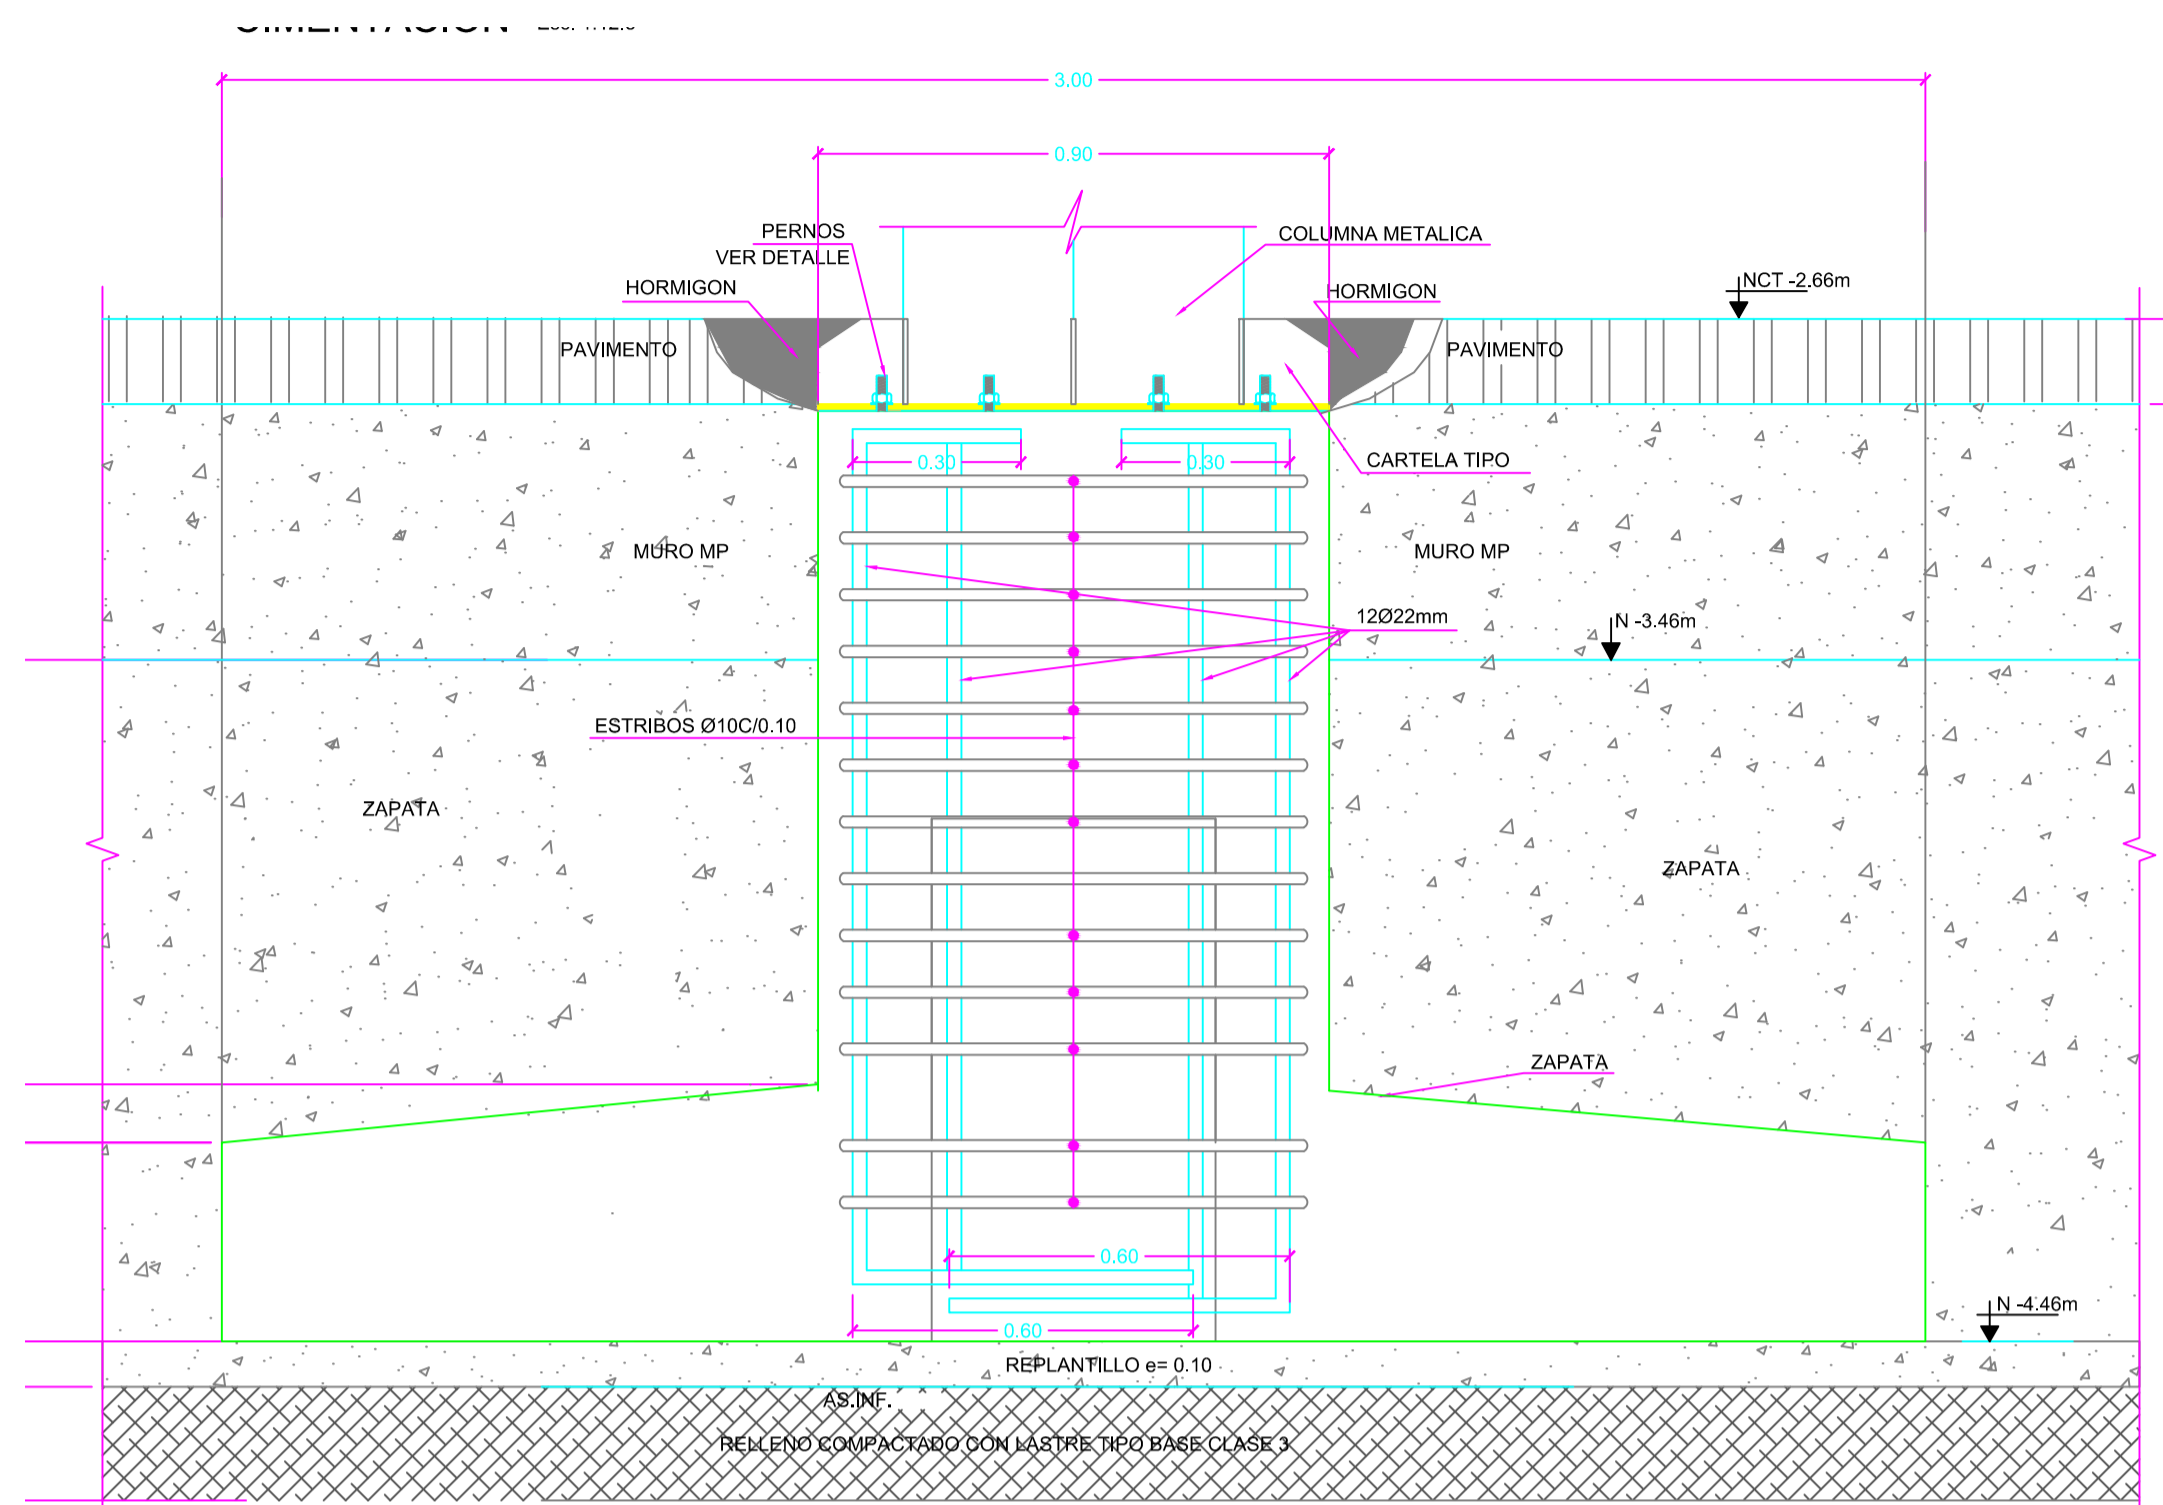 CIMENTACION
3.00
0.90
PERNOS
VER DETALLE
COLUMNA METALICA
HORMIGON
HORMIGON
NCT -2.66m
PAVIMENTO
PAVIMENTO
0.30
0.30
CARTELA TIPO
MURO MP
MURO MP
12Ø22mm
N -3.46m
ESTRIBOS Ø10C/0.10
ZAPATA
ZAPATA
ZAPATA
0.60
0.60
N -4.46m
REPLANTILLO e= 0.10
AS.INF.
RELLENO COMPACTADO CON LASTRE TIPO BASE CLASE 3